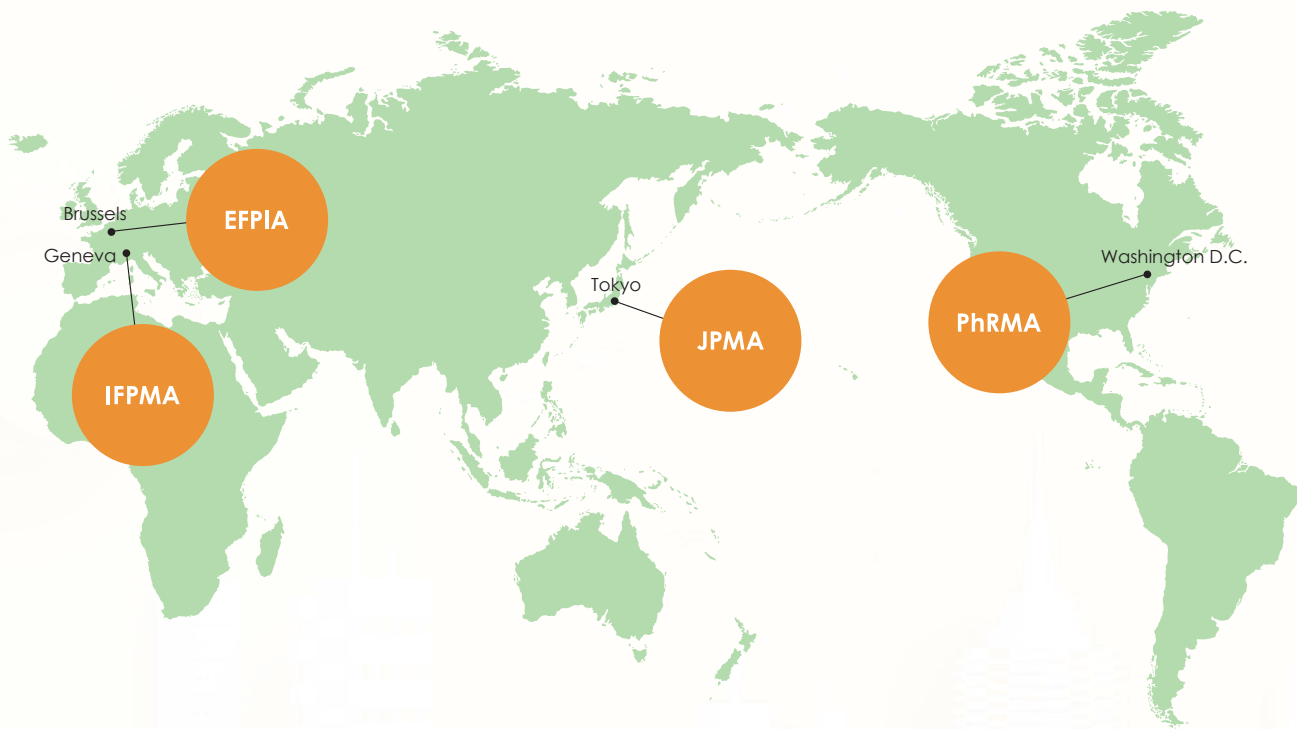 Brussels
EFPIA
Geneva
Washington D.C.
Tokyo
PhRMA
JPMA
IFPMA